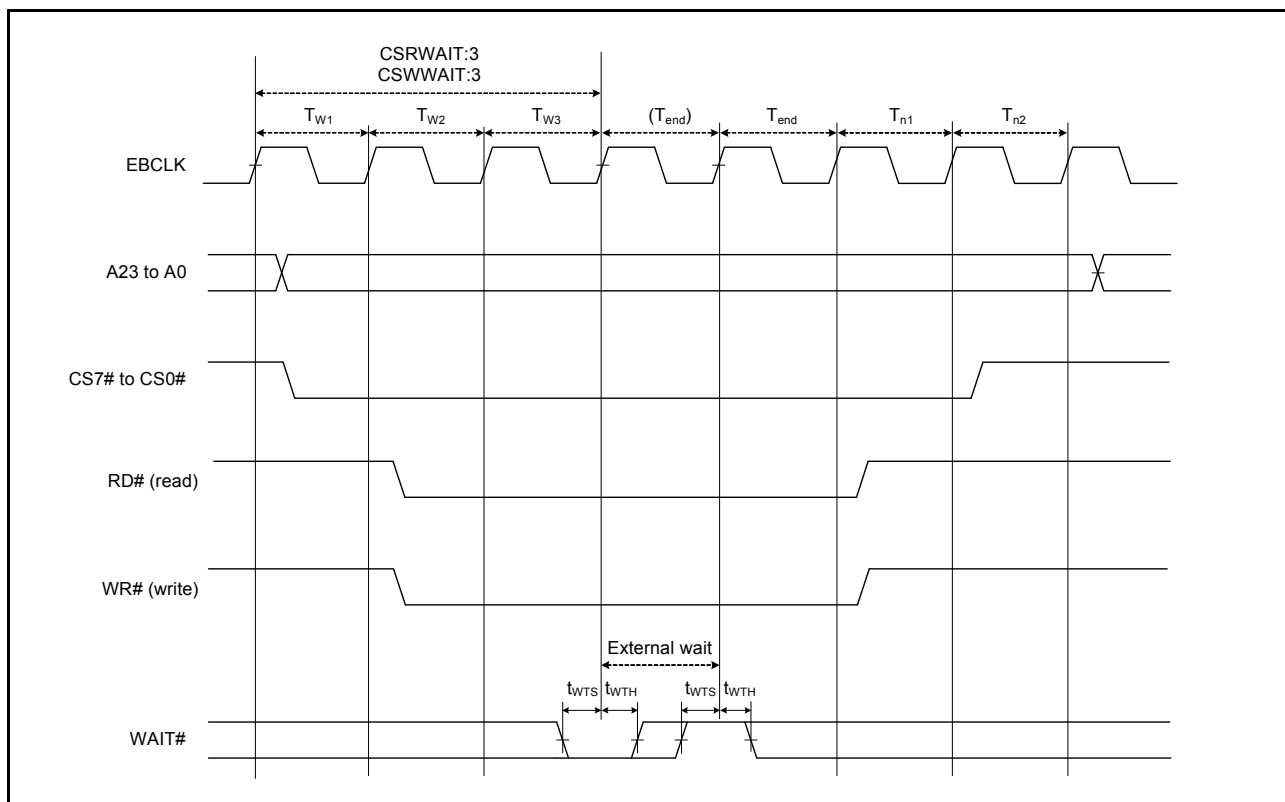 CSRWAIT:3
CSWWAIT:3
TW1 TW2 TW3 (Tend) Tend Tn1 Tn2
EBCLK
A23 to A0
CS7# to CS0#
RD# (read)
WR# (write)
External wait
tWTS tWTH tWTS tWTH
WAIT#